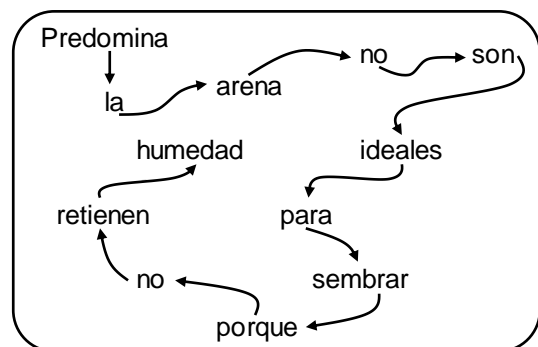 Predomina
la
arena
no
son
ideales
para
sembrar
porque
no
retienen
humedad